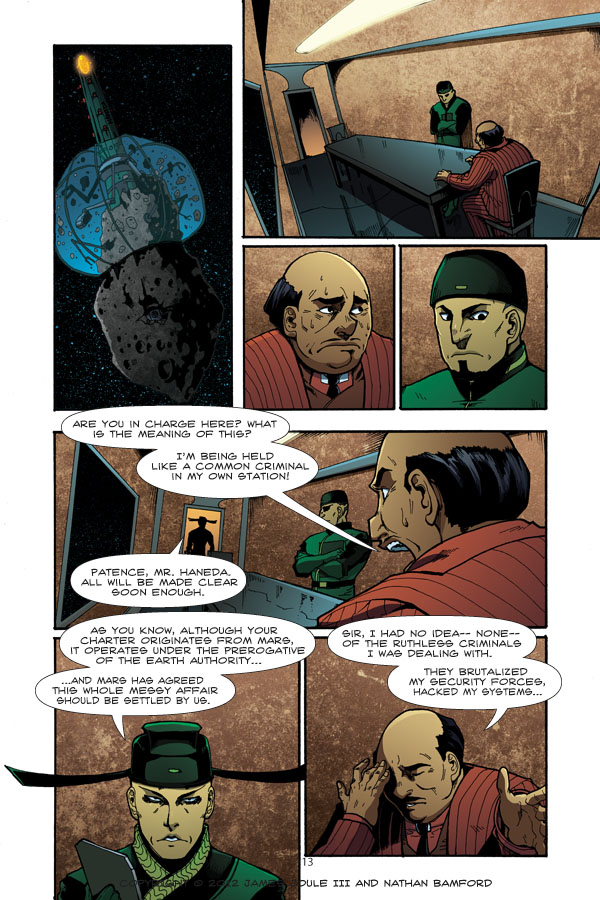 ARE YOU IN CHARGE HERE? WHAT
IS THE MEANING OF THIS?
I'M BEING HELD
LIKE A COMMON CRIMINAL
IN MY OWN STATION!
PATENCE, MR. HANEDA.
ALL WILL BE MADE CLEAR
SOON ENOUGH.
AS YOU KNOW, ALTHOUGH YOUR
CHARTER ORIGINATES FROM MARS,
IT OPERATES UNDER THE PREROGATIVE
OF THE EARTH AUTHORITY...
...AND MARS HAS AGREED
THIS WHOLE MESSY AFFAIR
SHOULD BE SETTLED BY US.
SIR, I HAD NO IDEA-- NONE--
OF THE RUTHLESS CRIMINALS
I WAS DEALING WITH.
THEY BRUTALIZED
MY SECURITY FORCES,
HACKED MY SYSTEMS...
13
COPYRIGHT © 2012 JAMES III AND NATHAN BAMFORD